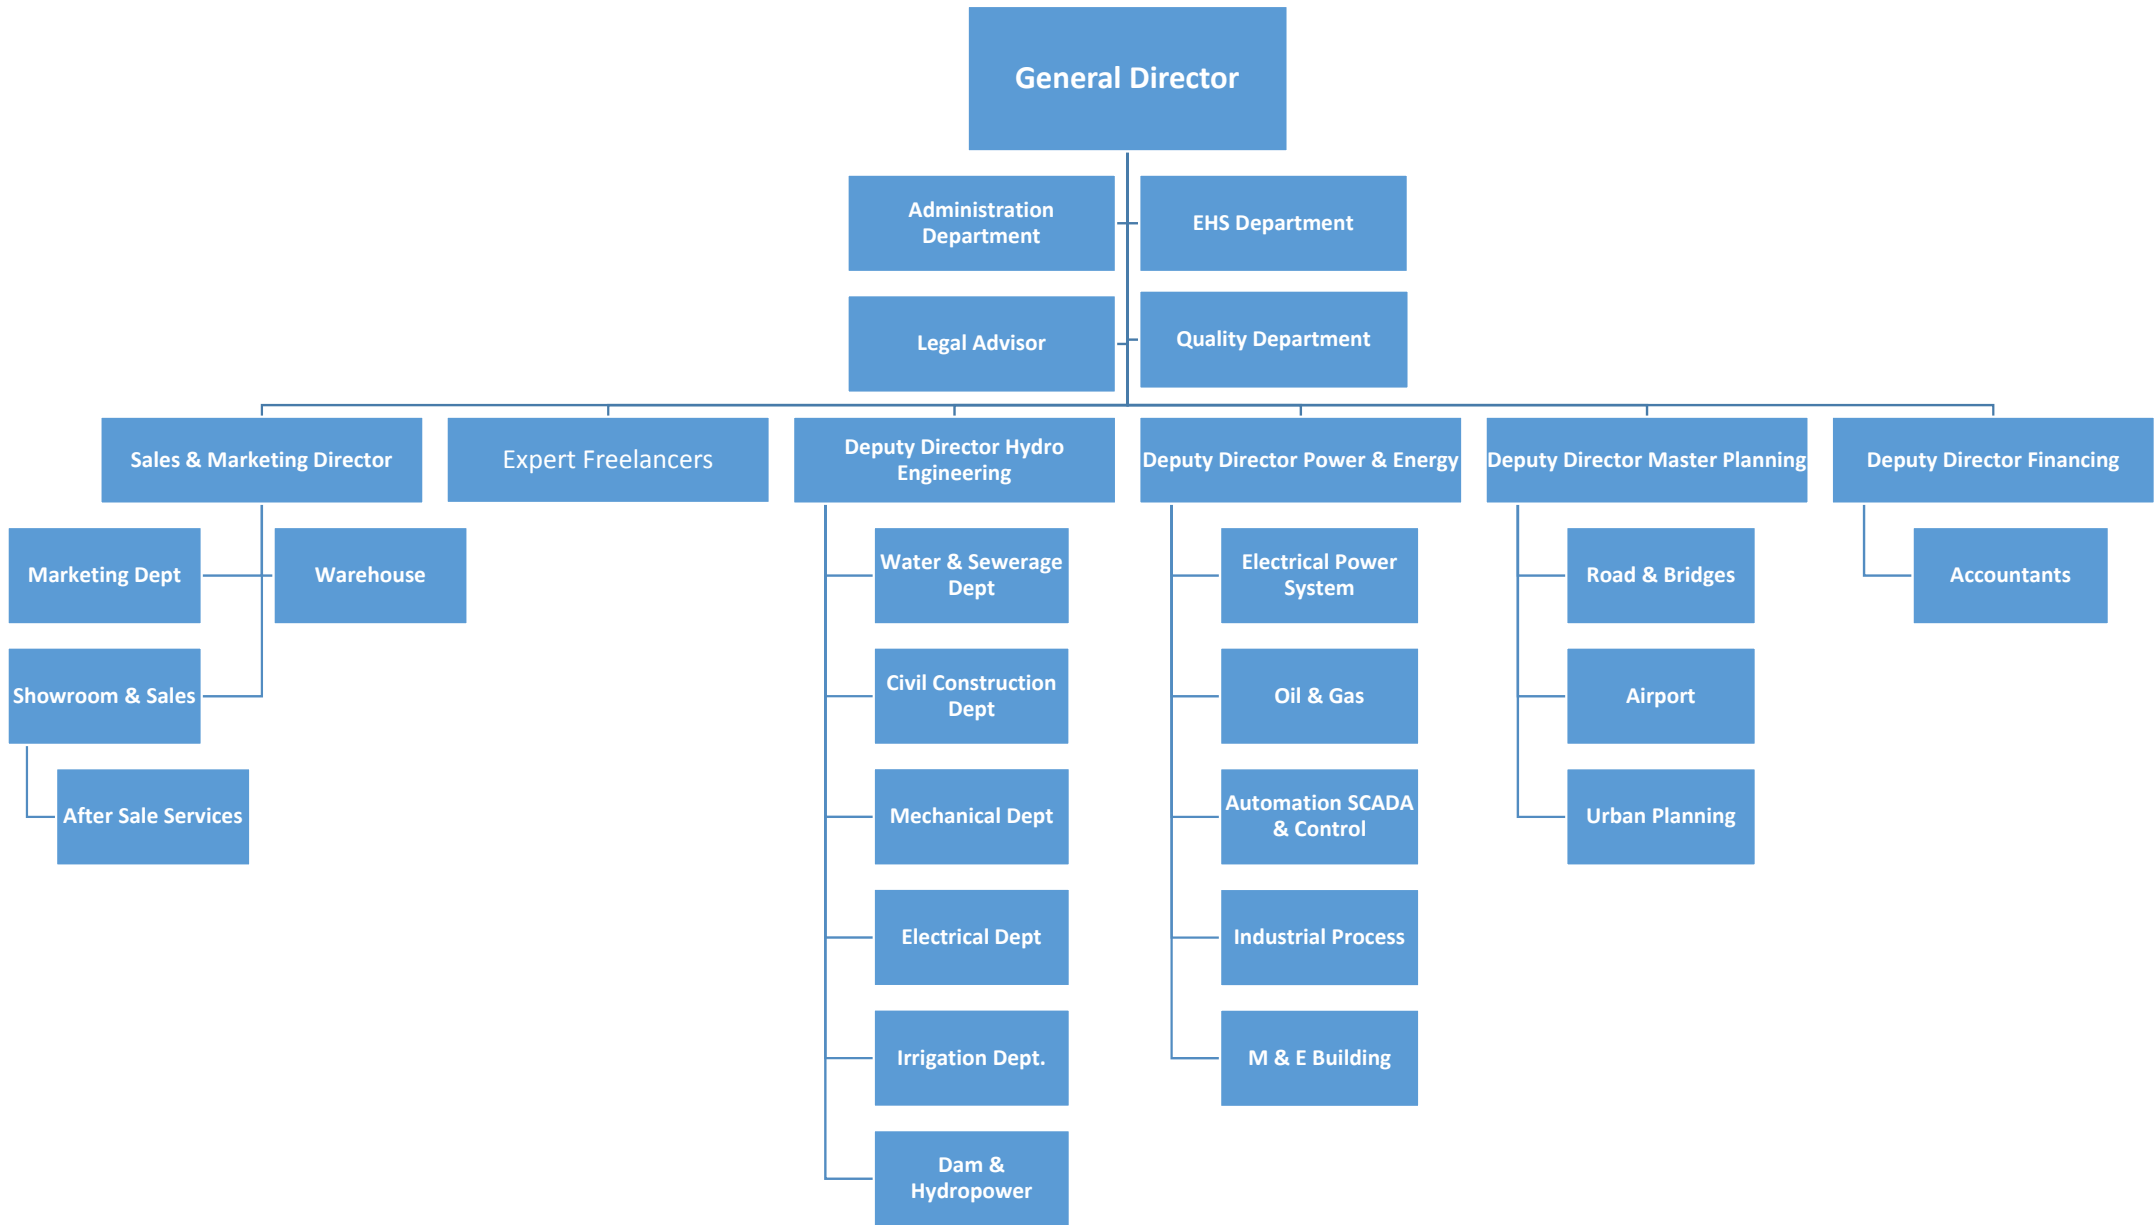 General Director
Administration
Department
EHS Department
Legal Advisor
Quality Department
Sales & Marketing Director
Expert Freelancers
Deputy Director Hydro
Engineering
Deputy Director Power & Energy
Deputy Director Master Planning
Deputy Director Financing
Marketing Dept
Warehouse
Water & Sewerage
Dept
Electrical Power
System
Road & Bridges
Accountants
Showroom & Sales
Civil Construction
Dept
Oil & Gas
Airport
After Sale Services
Mechanical Dept
Automation SCADA
& Control
Urban Planning
Electrical Dept
Industrial Process
Irrigation Dept.
M & E Building
Dam &
Hydropower